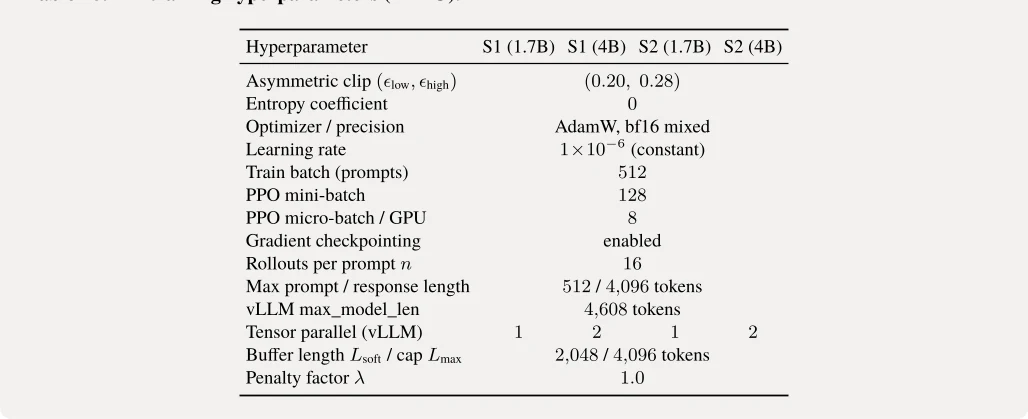 Hyperparameter S1 (1.7B) S1 (4B) S2 (1.7B) S2 (4B)
Asymmetric clip (ϵlow, ϵhigh) (0.20, 0.28)
Entropy coefficient 0
Optimizer / precision AdamW, bf16 mixed
Learning rate 1×10⁻⁶ (constant)
Train batch (prompts) 512
PPO mini-batch 128
PPO micro-batch / GPU 8
Gradient checkpointing enabled
Rollouts per prompt n 16
Max prompt / response length 512 / 4,096 tokens
vLLM max_model_len 4,608 tokens
Tensor parallel (vLLM) 1 2 1 2
Buffer length Lsoft / cap Lmax 2,048 / 4,096 tokens
Penalty factor λ 1.0